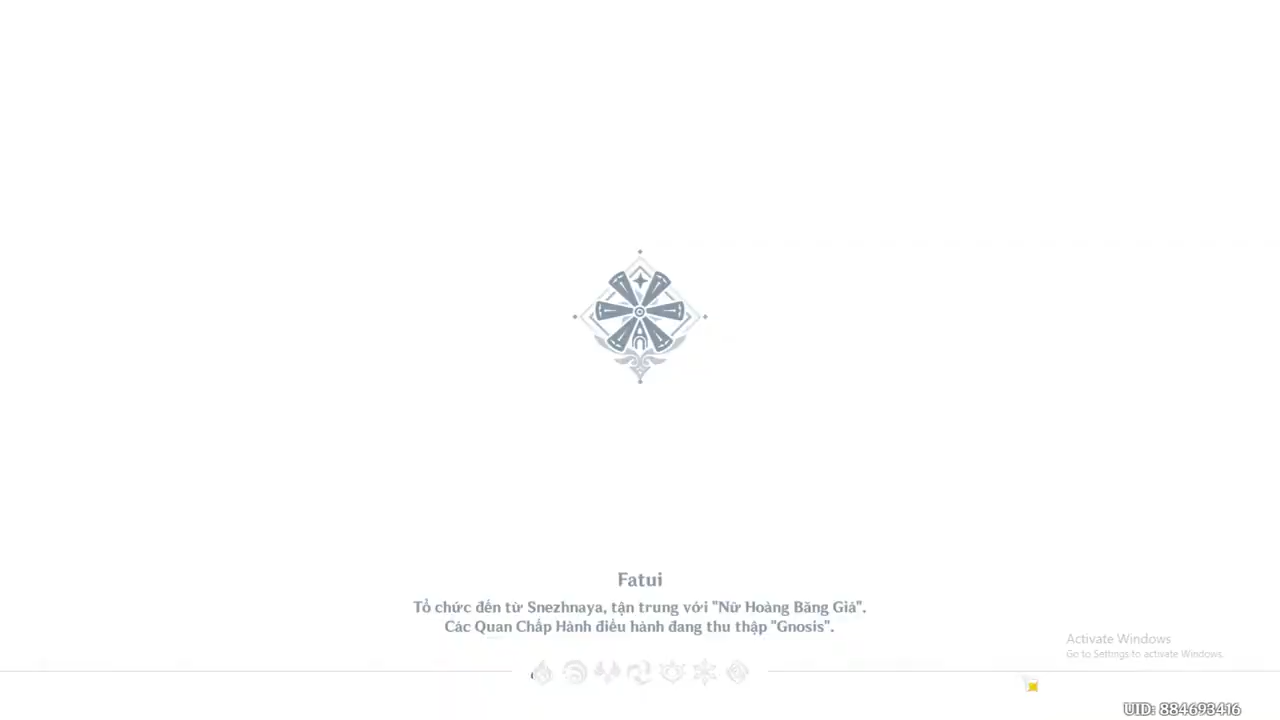 Fatui
Tổ chức đến từ Snezhnaya, tận trung với "Nữ Hoàng Băng Giá".
Các Quan Chấp Hành điều hành đang thu thập "Gnosis".
Activate Windows
Go to Settings to activate Windows.
UID: 884693416